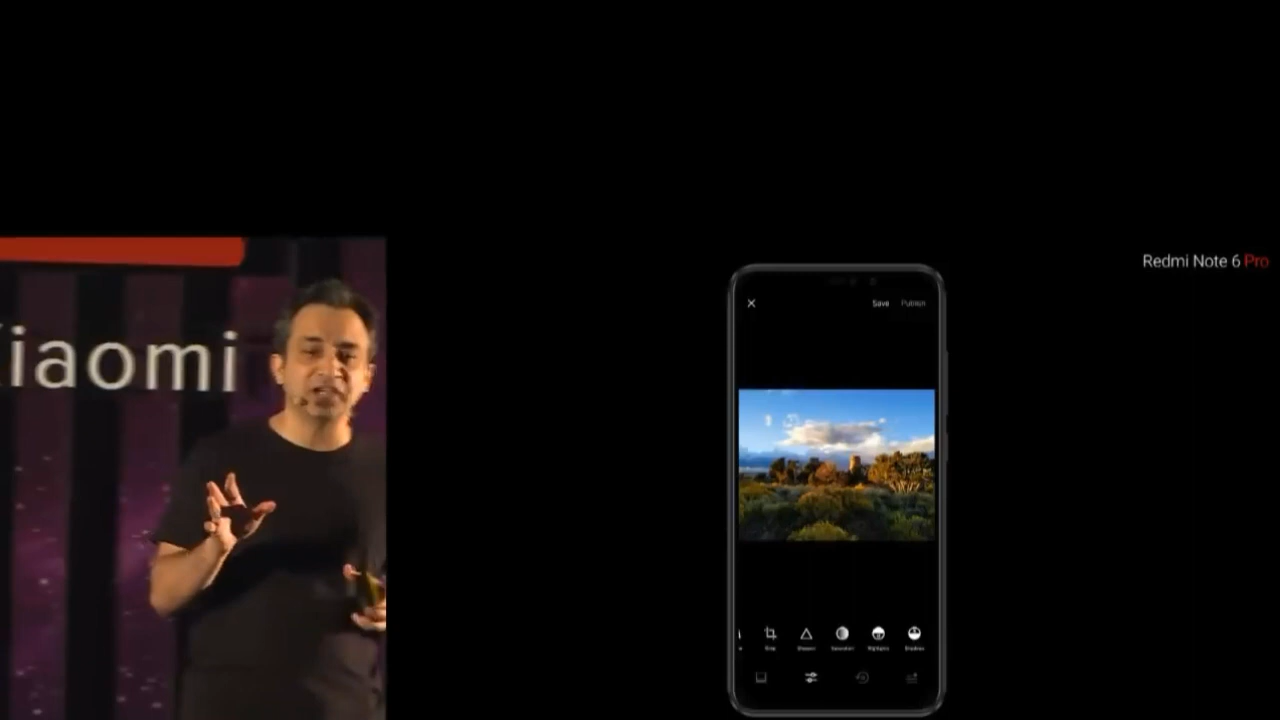 iaomi
Redmi Note 6 Pro
Save Publish
Crop Sharpen Saturation Highlights Shadows